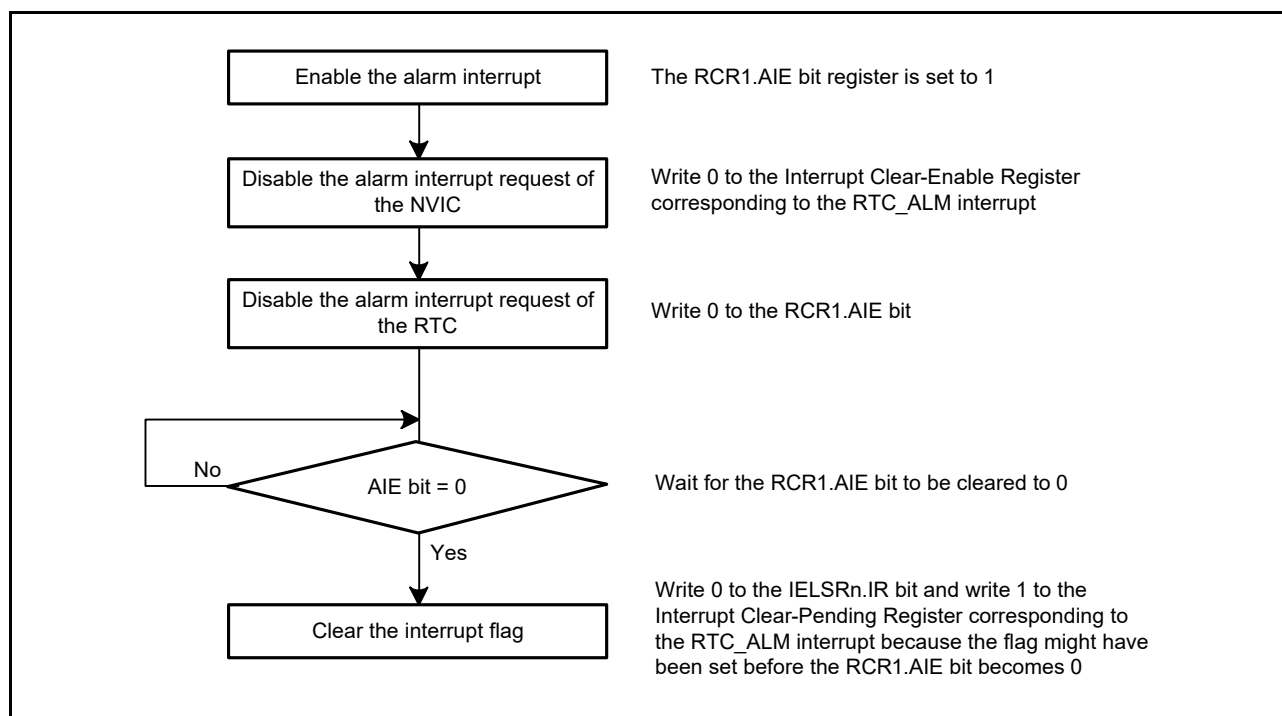 Enable the alarm interrupt
The RCR1.AIE bit register is set to 1
Disable the alarm interrupt request of
the NVIC
Write 0 to the Interrupt Clear-Enable Register
corresponding to the RTC_ALM interrupt
Disable the alarm interrupt request of
the RTC
Write 0 to the RCR1.AIE bit
No
AIE bit = 0
Wait for the RCR1.AIE bit to be cleared to 0
Yes
Clear the interrupt flag
Write 0 to the IELSRn.IR bit and write 1 to the
Interrupt Clear-Pending Register corresponding to
the RTC_ALM interrupt because the flag might have
been set before the RCR1.AIE bit becomes 0